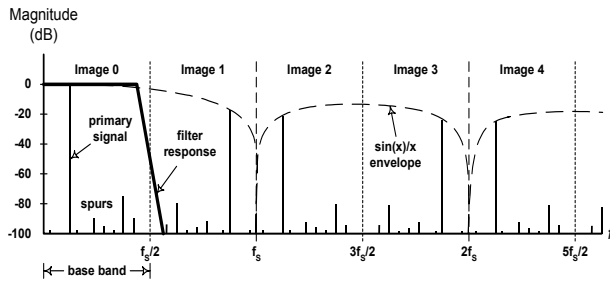 Magnitude
(dB)
Image 0
Image 1
Image 2
Image 3
Image 4
0
-20
-40
-60
-80
-100
primary
signal
filter
response
sin(x)/x
envelope
spurs
fs/2
fs
3fs/2
2fs
5fs/2
f
base band